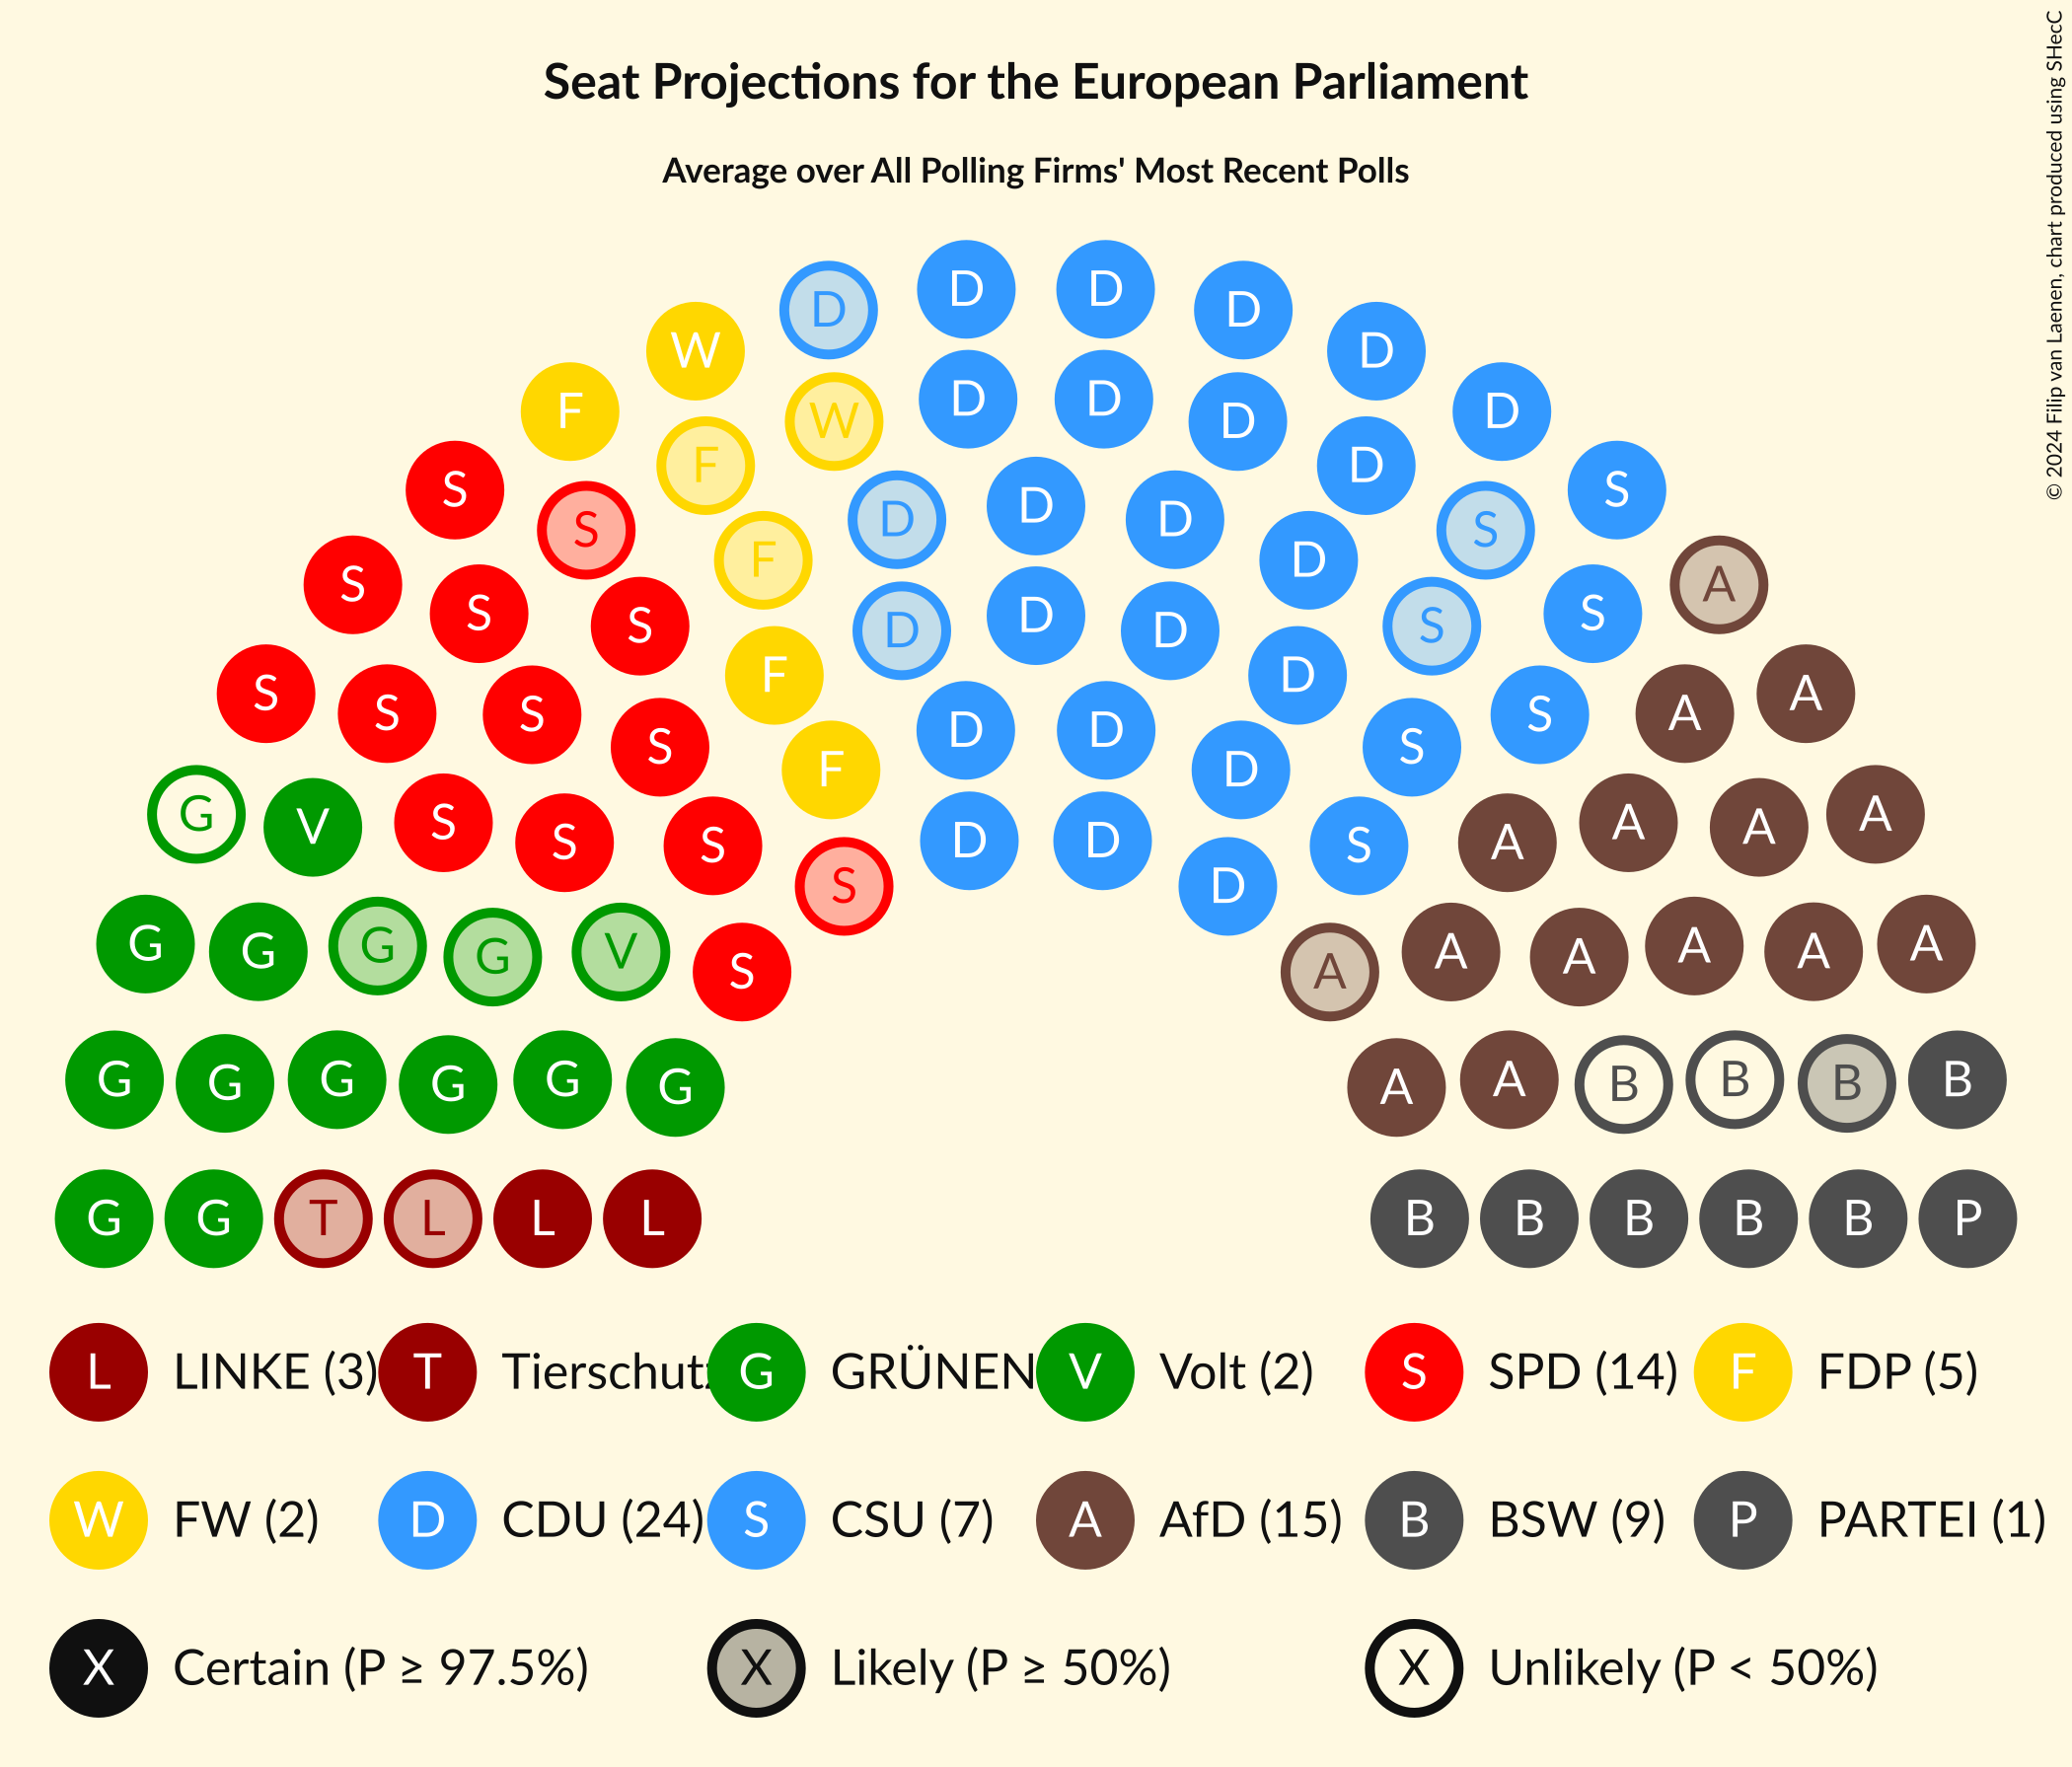 Seat Projections for the European Parliament
Average over All Polling Firms' Most Recent Polls
© 2024 Filip van Laenen, chart produced using SHecC
D D
D D
W D
D D
F D
W D
F D
S S
D
D D
S S
F D
S A
S D S
S S
D D
F D
S A
S S S A
D D
S S
F D
G A
V S S A A
S S D D S A
S D
G G G G V S A A A A A A
G G G G G G A A B B B B
G G T L L L B B B B B P
L LINKE (3) T Tierschutz G GRÜNEN V Volt (2) S SPD (14) F FDP (5)
W FW (2) D CDU (24) S CSU (7) A AfD (15) B BSW (9) P PARTEI (1)
X Certain (P ≥ 97.5%) X Likely (P ≥ 50%) X Unlikely (P < 50%)